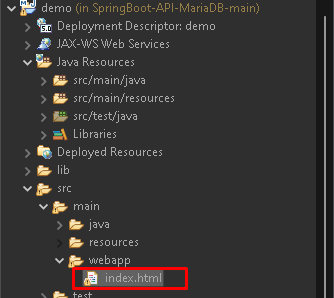 demo (in SpringBoot-API-MariaDB-main)
Deployment Descriptor: demo
JAX-WS Web Services
Java Resources
src/main/java
src/main/resources
src/test/java
Libraries
Deployed Resources
lib
src
main
java
resources
webapp
index.html
test